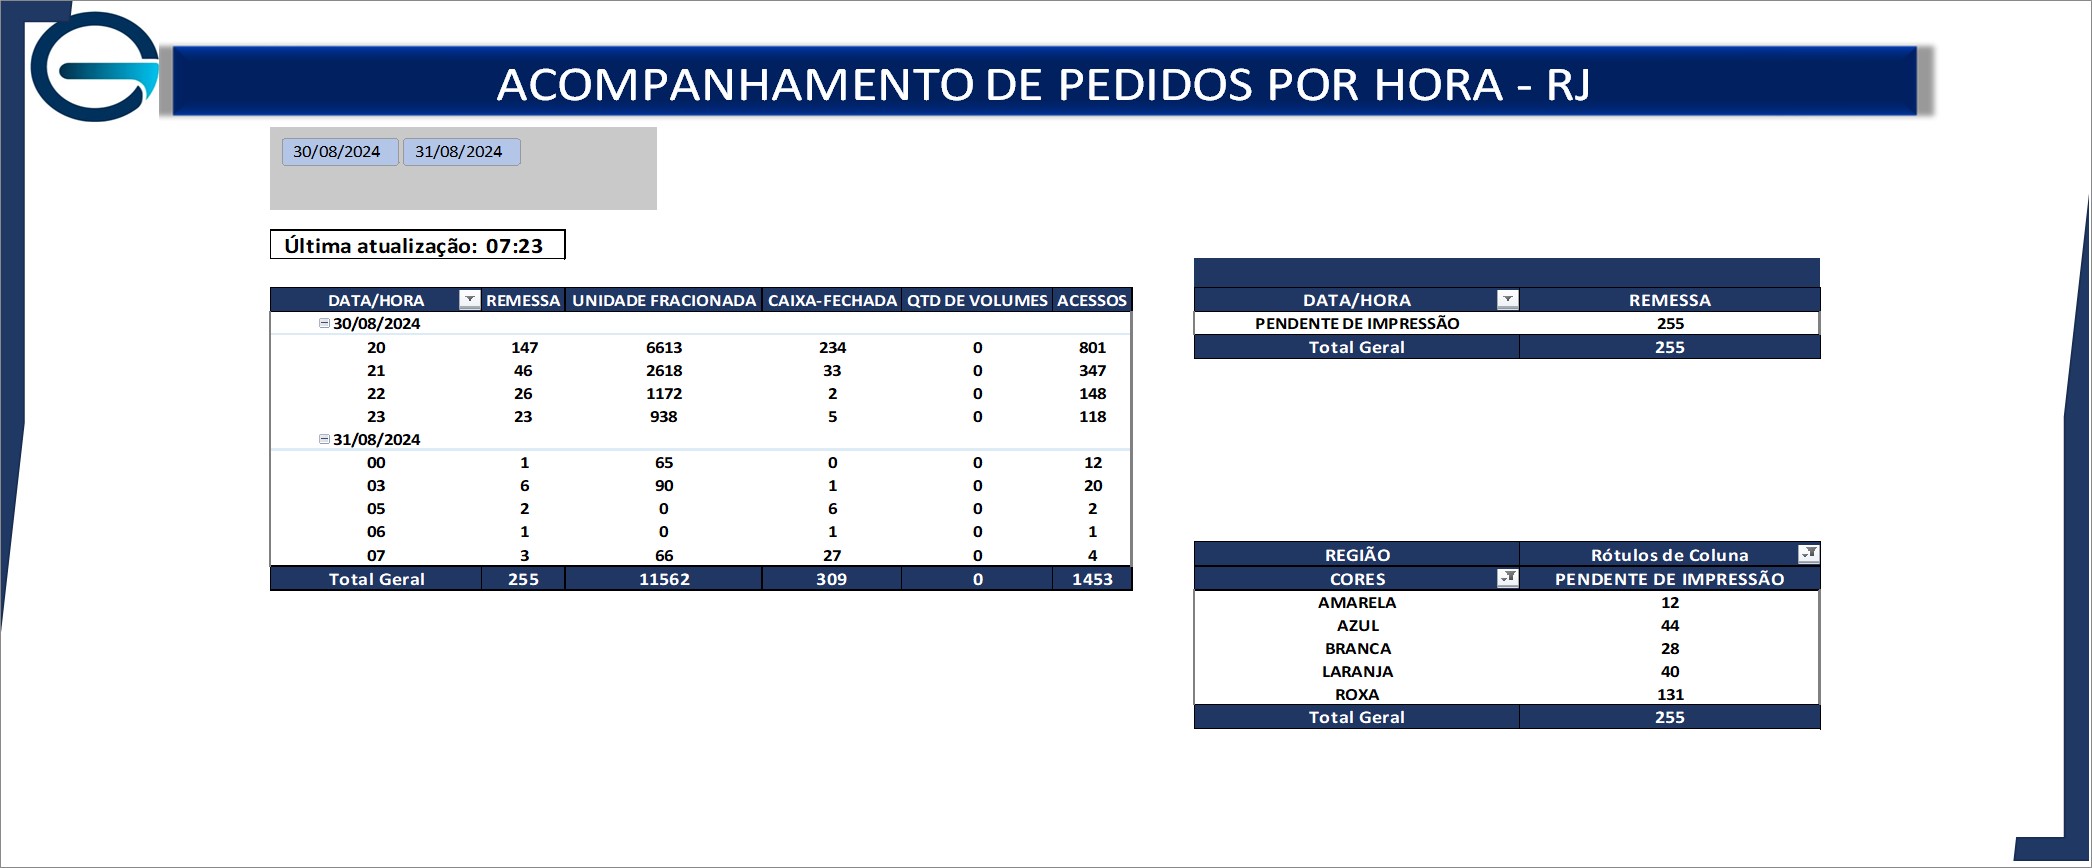 ACOMPANHAMENTO DE PEDIDOS POR HORA - RJ
30/08/2024 31/08/2024
Última atualização: 07:23
DATA/HORA REMESSA UNIDADE FRACIONADA CAIXA-FECHADA QTD DE VOLUMES ACESSOS
30/08/2024
20 147 6613 234 0 801
21 46 2618 33 0 347
22 26 1172 2 0 148
23 23 938 5 0 118
31/08/2024
00 1 65 0 0 12
03 6 90 1 0 20
05 2 0 6 0 2
06 1 0 1 0 1
07 3 66 27 0 4
Total Geral 255 11562 309 0 1453
DATA/HORA REMESSA
PENDENTE DE IMPRESSÃO 255
Total Geral 255
REGIÃO Rótulos de Coluna
CORES PENDENTE DE IMPRESSÃO
AMARELA 12
AZUL 44
BRANCA 28
LARANJA 40
ROXA 131
Total Geral 255